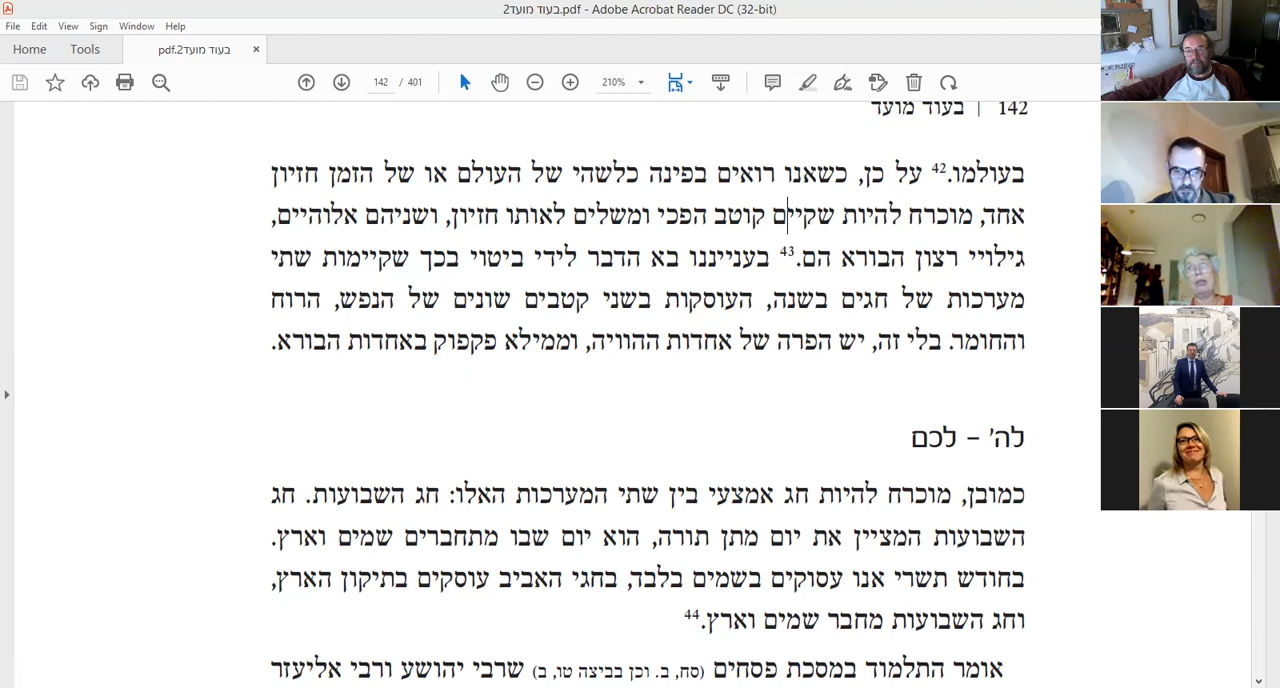 בעוד מועד2.pdf - Adobe Acrobat Reader DC (32-bit)
File Edit View Sign Window Help
Home Tools בעוד מועד2.pdf ×
142 / 401 210%
142 | בעוד מועד
בעולמו.42 על כן, כשאנו רואים בפינה כלשהי של העולם או של הזמן חזיון
אחד, מוכרח להיות שקיים קוטב הפכי ומשלים לאותו חזיון, ושניהם אלוהיים,
גילויי רצון הבורא הם.43 בענייננו בא הדבר לידי ביטוי בכך שקיימות שתי
מערכות של חגים בשנה, העוסקות בשני קטבים שונים של הנפש, הרוח
והחומר. בלי זה, יש הפרה של אחדות ההוויה, וממילא פקפוק באחדות הבורא.
לה' – לכם
כמובן, מוכרח להיות חג אמצעי בין שתי המערכות האלו: חג השבועות. חג
השבועות המציין את יום מתן תורה, הוא יום שבו מתחברים שמים וארץ.
בחודש תשרי אנו עסוקים בשמים בלבד, בחגי האביב עוסקים בתיקון הארץ,
וחג השבועות מחבר שמים וארץ.44
אומר התלמוד במסכת פסחים (סח, ב. וכן בביצה טו, ב) שרבי יהושע ורבי אליעזר